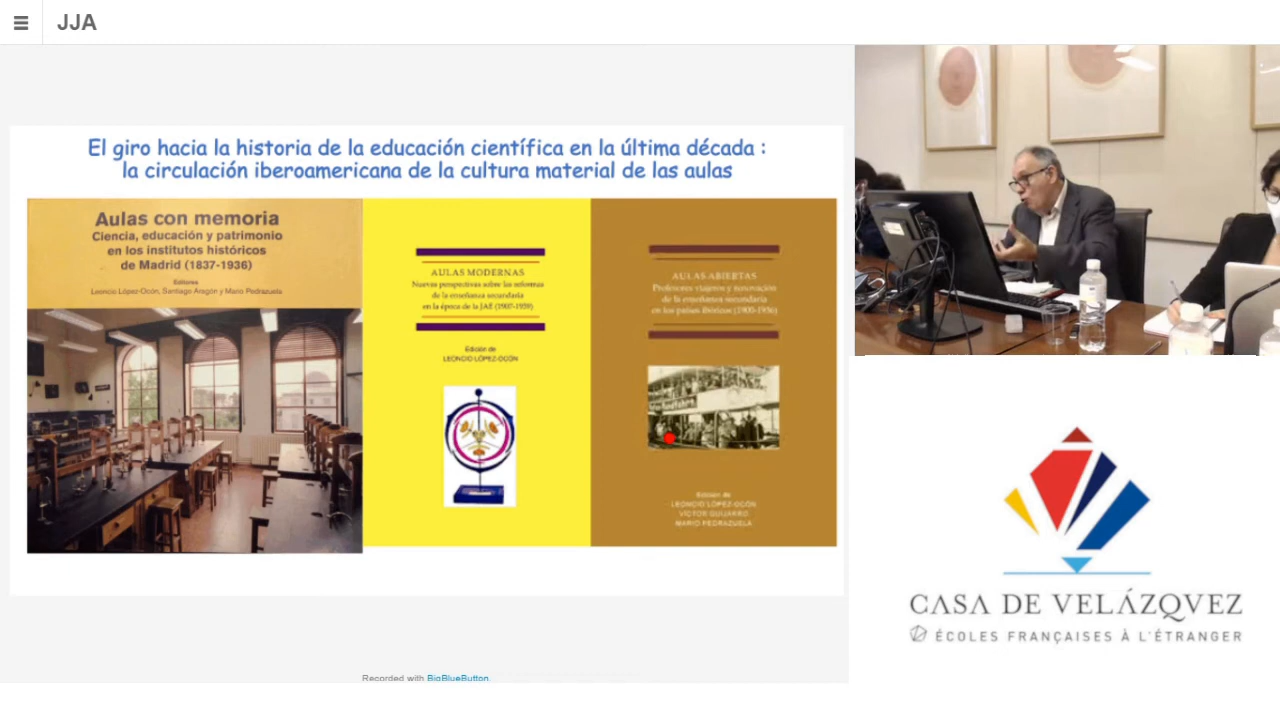 JJA
El giro hacia la historia de la educación científica en la última década :
la circulación iberoamericana de la cultura material de las aulas
Aulas con memoria
Ciencia, educación y patrimonio
en los institutos históricos
de Madrid (1837-1936)
Editores
Leoncio López-Ocón, Santiago Aragón y Mario Pedrazuela
AULAS MODERNAS
Nuevas perspectivas sobre las reformas
de la enseñanza secundaria
en la época de la JAE (1907-1939)
Edición de
LEONCIO LÓPEZ-OCÓN
AULAS ABIERTAS
Profesores viajeros y renovación
de la enseñanza secundaria
en los países ibéricos (1900-1936)
Edición de
LEONCIO LÓPEZ-OCÓN
VÍCTOR GUIJARRO
MARIO PEDRAZUELA
CASA DE VELÁZQVEZ
ÉCOLES FRANÇAISES À L'ÉTRANGER
Recorded with BigBlueButton.